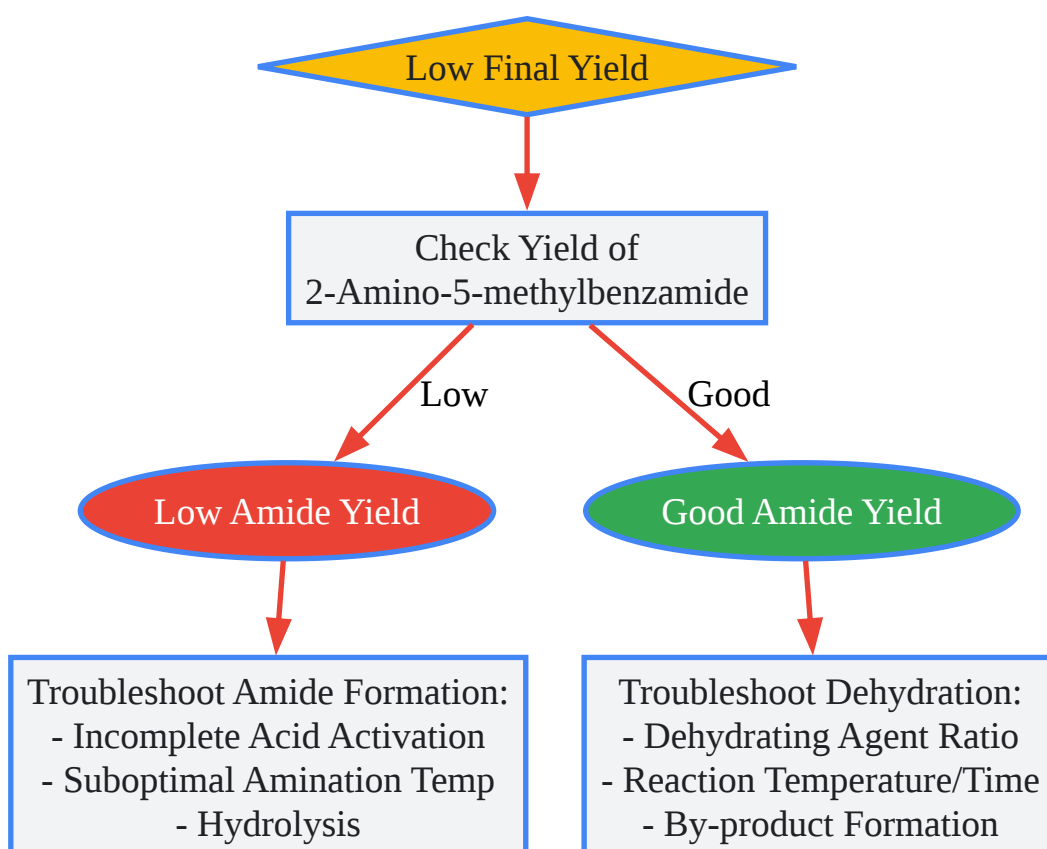 Low Final Yield
Check Yield of
2-Amino-5-methylbenzamide
Low
Good
Low Amide Yield
Good Amide Yield
Troubleshoot Amide Formation:
- Incomplete Acid Activation
- Suboptimal Amination Temp
- Hydrolysis
Troubleshoot Dehydration:
- Dehydrating Agent Ratio
- Reaction Temperature/Time
- By-product Formation